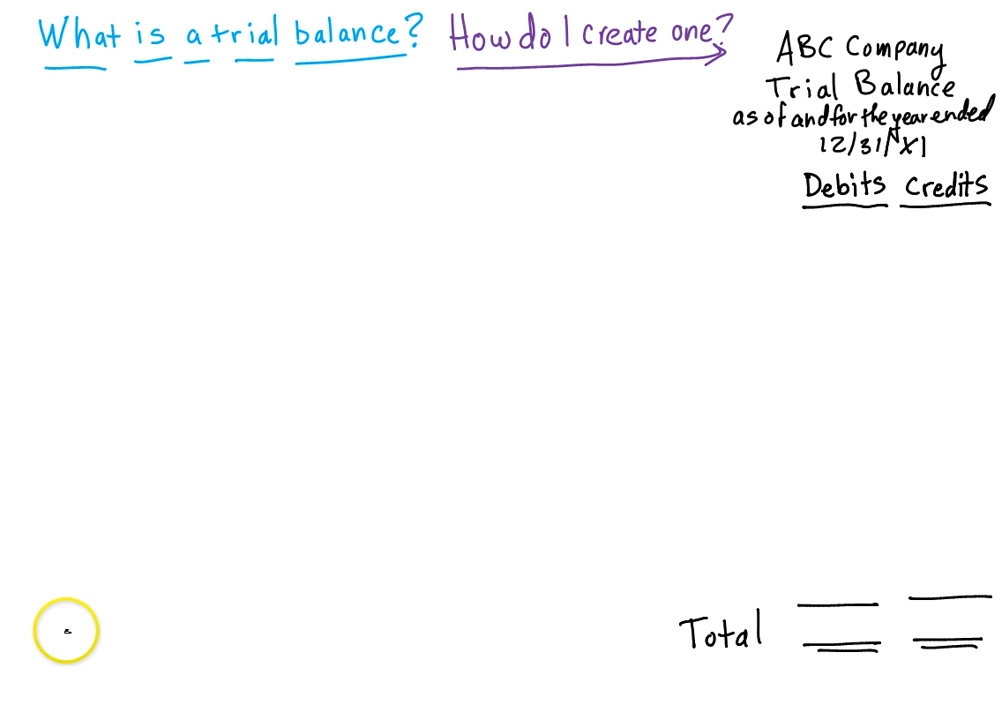 What is a trial balance? How do I create one?
ABC Company
Trial Balance
as of and for the year ended
12/31/X1
Debits Credits
Total